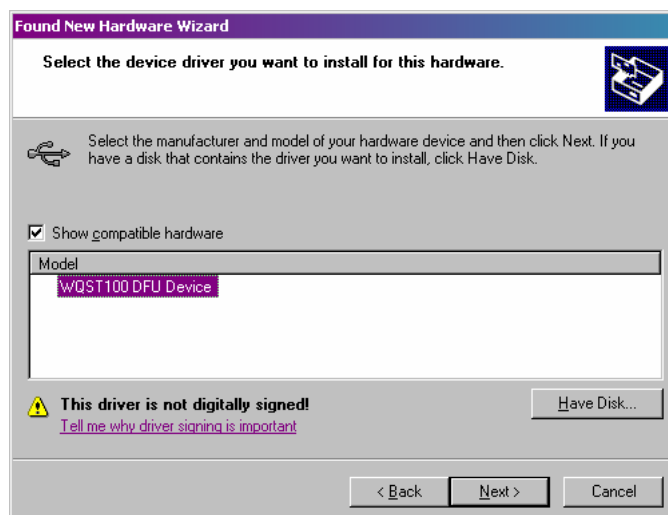 Found New Hardware Wizard
Select the device driver you want to install for this hardware.
Select the manufacturer and model of your hardware device and then click Next. If you
have a disk that contains the driver you want to install, click Have Disk.
Show compatible hardware
Model
WQST100 DFU Device
This driver is not digitally signed!
Have Disk...
Tell me why driver signing is important
< Back
Next >
Cancel